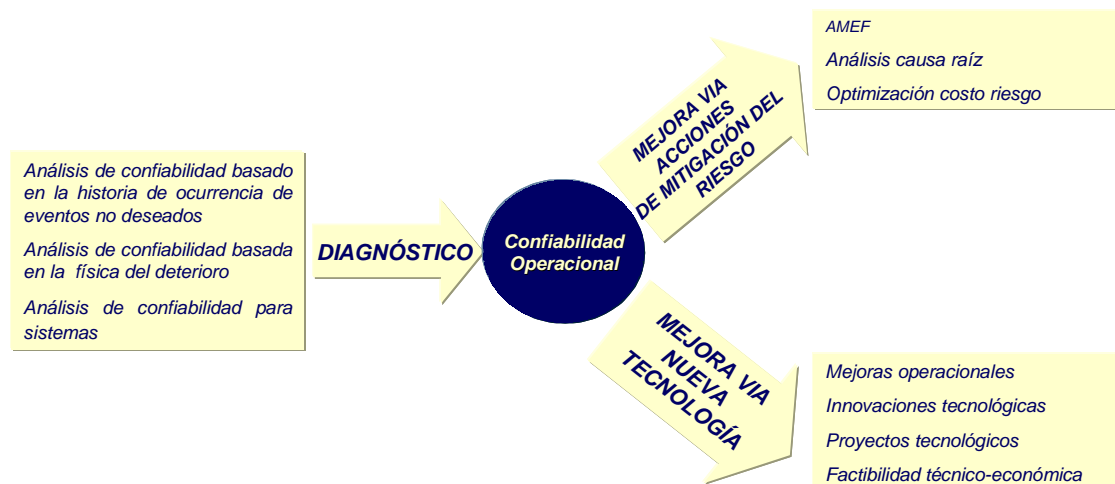 Análisis de confiabilidad basado
en la historia de ocurrencia de
eventos no deseados
Análisis de confiabilidad basada
en la física del deterioro
Análisis de confiabilidad para
sistemas
DIAGNÓSTICO
Confiabilidad
Operacional
MEJORA VIA
ACCIONES
DE MITIGACIÓN DEL
RIESGO
AMEF
Análisis causa raíz
Optimización costo riesgo
MEJORA VIA
NUEVA
TECNOLOGÍA
Mejoras operacionales
Innovaciones tecnológicas
Proyectos tecnológicos
Factibilidad técnico-económica